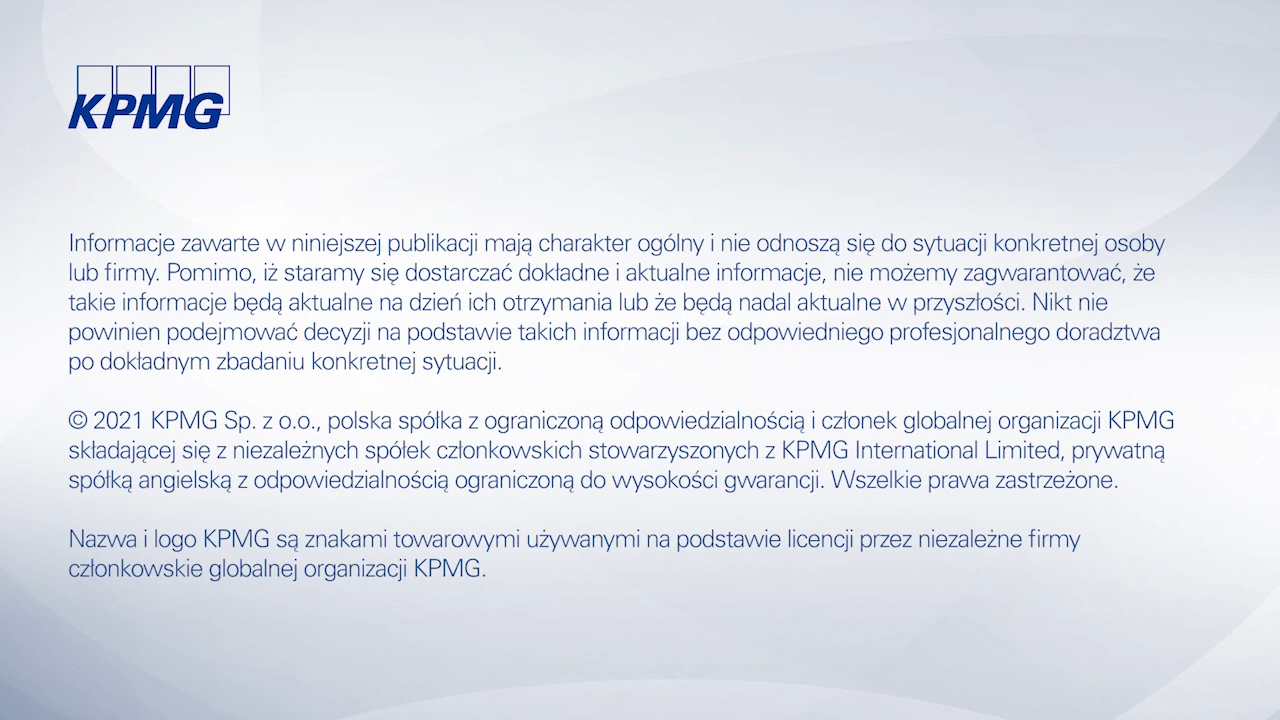 KPMG
Informacje zawarte w niniejszej publikacji mają charakter ogólny i nie odnoszą się do sytuacji konkretnej osoby
lub firmy. Pomimo, iż staramy się dostarczać dokładne i aktualne informacje, nie możemy zagwarantować, że
takie informacje będą aktualne na dzień ich otrzymania lub że będą nadal aktualne w przyszłości. Nikt nie
powinien podejmować decyzji na podstawie takich informacji bez odpowiedniego profesjonalnego doradztwa
po dokładnym zbadaniu konkretnej sytuacji.
© 2021 KPMG Sp. z o.o., polska spółka z ograniczoną odpowiedzialnością i członek globalnej organizacji KPMG
składającej się z niezależnych spółek członkowskich stowarzyszonych z KPMG International Limited, prywatną
spółką angielską z odpowiedzialnością ograniczoną do wysokości gwarancji. Wszelkie prawa zastrzeżone.
Nazwa i logo KPMG są znakami towarowymi używanymi na podstawie licencji przez niezależne firmy
członkowskie globalnej organizacji KPMG.